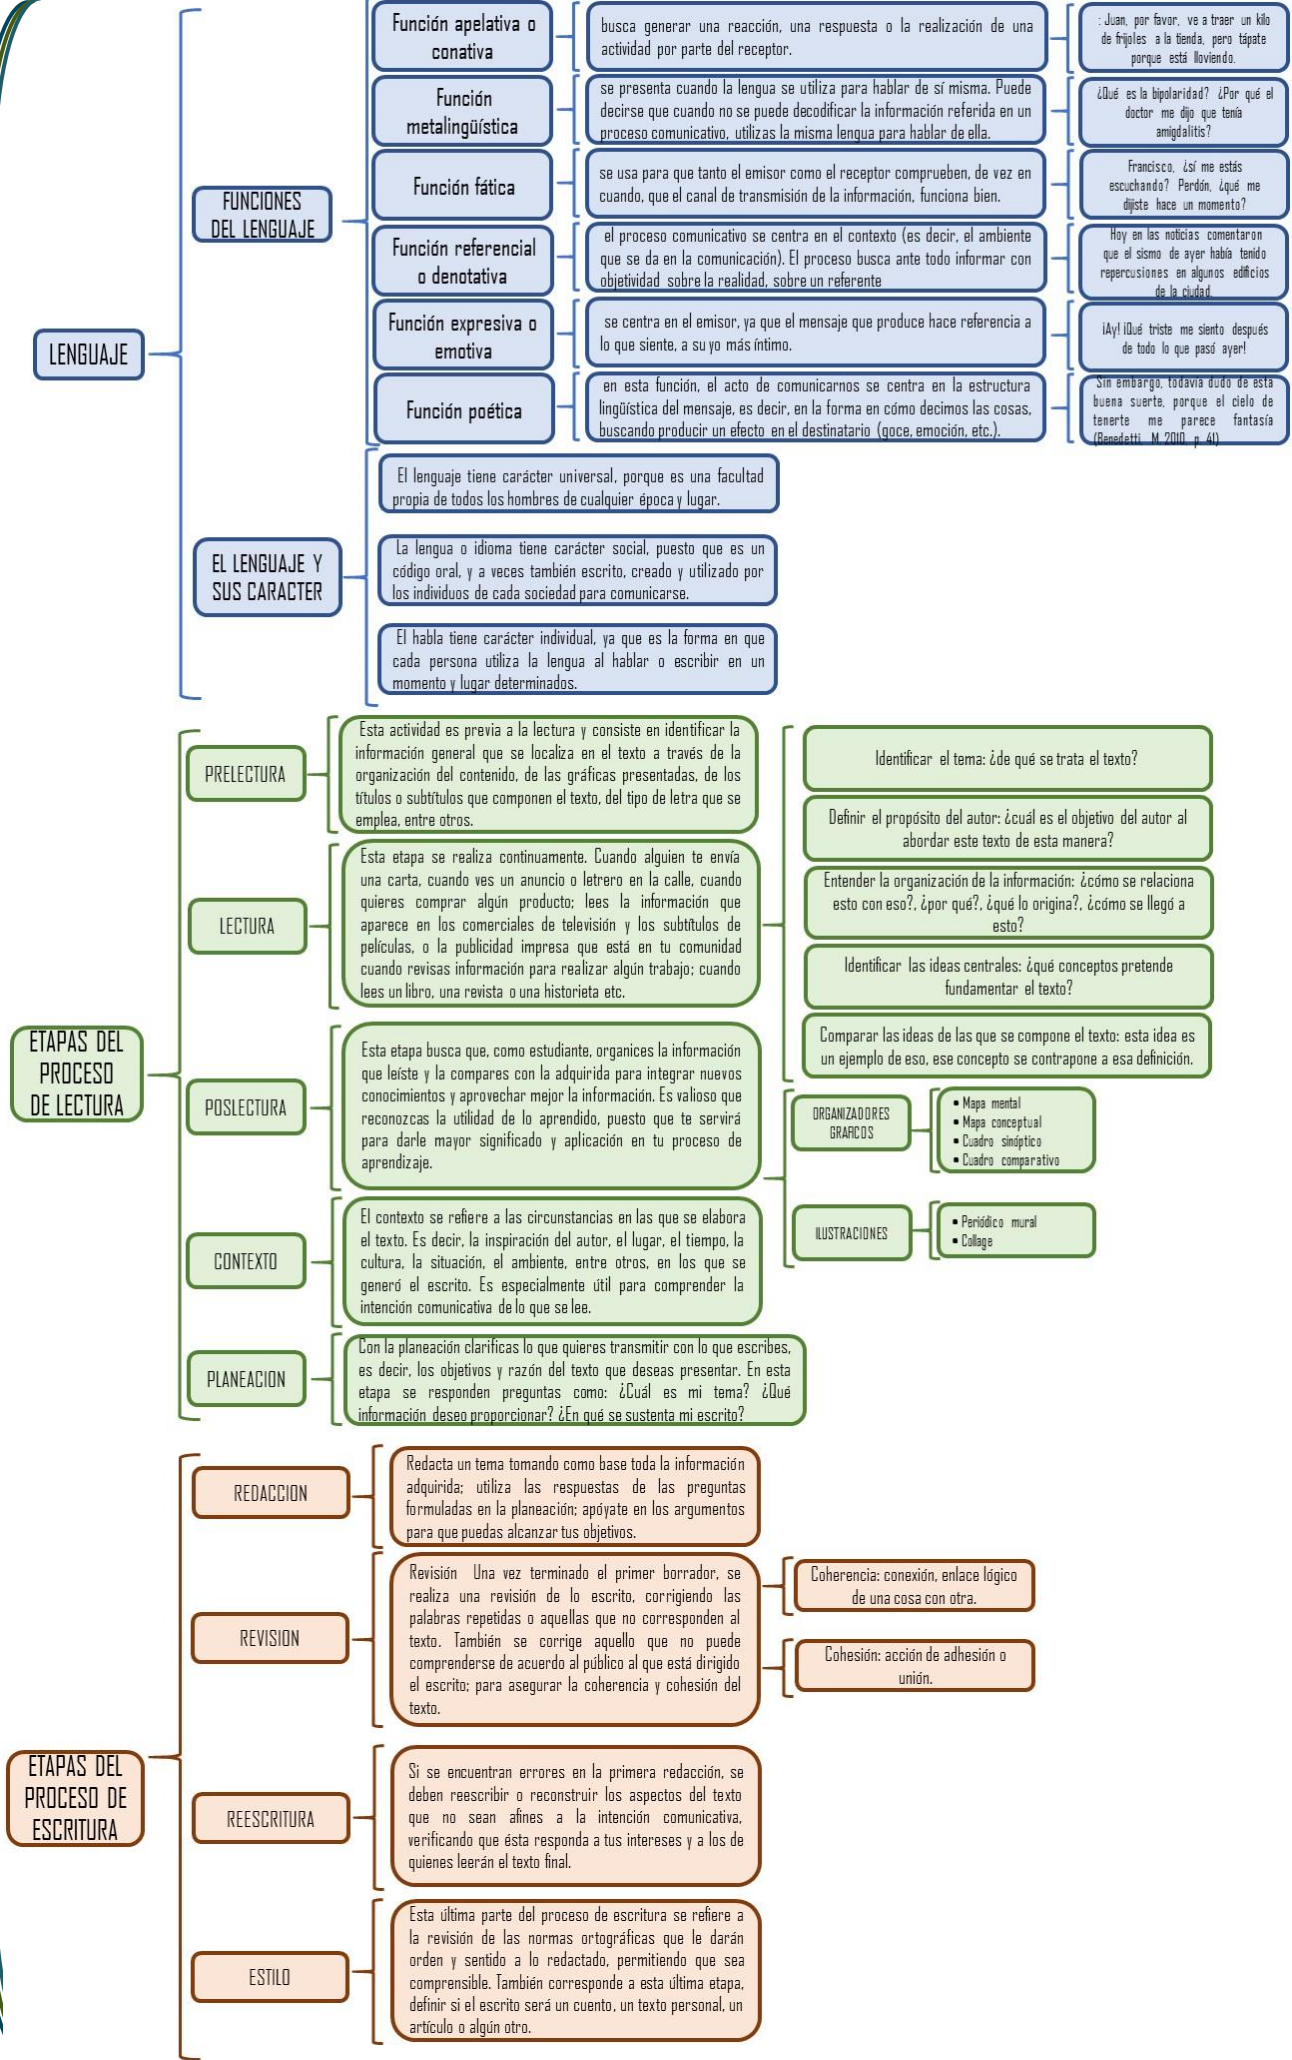 Función apelativa o
conativa
busca generar una reacción, una respuesta o la realización de una
actividad por parte del receptor.
: Juan, por favor, ve a traer un kilo
de frijoles a la tienda, pero tápate
porque está lloviendo.
Función
metalingüística
se presenta cuando la lengua se utiliza para hablar de sí misma. Puede
decirse que cuando no se puede decodificar la información referida en un
proceso comunicativo, utilizas la misma lengua para hablar de ella.
¿Qué es la bipolaridad? ¿Por qué el
doctor me dijo que tenía
amigdalitis?
FUNCIONES
DEL LENGUAJE
Función fática
se usa para que tanto el emisor como el receptor comprueben, de vez en
cuando, que el canal de transmisión de la información, funciona bien.
Francisco, ¿sí me estás
escuchando? Perdón, ¿qué me
dijiste hace un momento?
Función referencial
o denotativa
el proceso comunicativo se centra en el contexto (es decir, el ambiente
que se da en la comunicación). El proceso busca ante todo informar con
objetividad sobre la realidad, sobre un referente
Hoy en las noticias comentaron
que el sismo de ayer había tenido
repercusiones en algunos edificios
de la ciudad.
LENGUAJE
Función expresiva o
emotiva
se centra en el emisor, ya que el mensaje que produce hace referencia a
lo que siente, a su yo más íntimo.
¡Ay! ¡Qué triste me siento después
de todo lo que pasó ayer!
Función poética
en esta función, el acto de comunicarnos se centra en la estructura
lingüística del mensaje, es decir, en la forma en cómo decimos las cosas,
buscando producir un efecto en el destinatario (goce, emoción, etc.).
Sin embargo, todavía dudo de esta
buena suerte, porque el cielo de
tenerte me parece fantasía
(Benedetti, M. 2010, p. 41)
EL LENGUAJE Y
SUS CARACTER
El lenguaje tiene carácter universal, porque es una facultad
propia de todos los hombres de cualquier época y lugar.
La lengua o idioma tiene carácter social, puesto que es un
código oral, y a veces también escrito, creado y utilizado por
los individuos de cada sociedad para comunicarse.
El habla tiene carácter individual, ya que es la forma en que
cada persona utiliza la lengua al hablar o escribir en un
momento y lugar determinados.
ETAPAS DEL
PROCESO
DE LECTURA
PRELECTURA
Esta actividad es previa a la lectura y consiste en identificar la
información general que se localiza en el texto a través de la
organización del contenido, de las gráficas presentadas, de los
títulos o subtítulos que componen el texto, del tipo de letra que se
emplea, entre otros.
LECTURA
Esta etapa se realiza continuamente. Cuando alguien te envía
una carta, cuando ves un anuncio o letrero en la calle, cuando
quieres comprar algún producto; lees la información que
aparece en los comerciales de televisión y los subtítulos de
películas, o la publicidad impresa que está en tu comunidad
cuando revisas información para realizar algún trabajo; cuando
lees un libro, una revista o una historieta etc.
Identificar el tema: ¿de qué se trata el texto?
Definir el propósito del autor: ¿cuál es el objetivo del autor al
abordar este texto de esta manera?
Entender la organización de la información: ¿cómo se relaciona
esto con eso?, ¿por qué?, ¿qué lo origina?, ¿cómo se llegó a
esto?
Identificar las ideas centrales: ¿qué conceptos pretende
fundamentar el texto?
Comparar las ideas de las que se compone el texto: esta idea es
un ejemplo de eso, ese concepto se contrapone a esa definición.
POSLECTURA
Esta etapa busca que, como estudiante, organices la información
que leíste y la compares con la adquirida para integrar nuevos
conocimientos y aprovechar mejor la información. Es valioso que
reconozcas la utilidad de lo aprendido, puesto que te servirá
para darle mayor significado y aplicación en tu proceso de
aprendizaje.
ORGANIZADORES
GRAFICOS
• Mapa mental
• Mapa conceptual
• Cuadro sinóptico
• Cuadro comparativo
ILUSTRACIONES
• Periódico mural
• Collage
CONTEXTO
El contexto se refiere a las circunstancias en las que se elabora
el texto. Es decir, la inspiración del autor, el lugar, el tiempo, la
cultura, la situación, el ambiente, entre otros, en los que se
generó el escrito. Es especialmente útil para comprender la
intención comunicativa de lo que se lee.
PLANEACION
Con la planeación clarificas lo que quieres transmitir con lo que escribes,
es decir, los objetivos y razón del texto que deseas presentar. En esta
etapa se responden preguntas como: ¿Cuál es mi tema? ¿Qué
información deseo proporcionar? ¿En qué se sustenta mi escrito?
ETAPAS DEL
PROCESO DE
ESCRITURA
REDACCION
Redacta un tema tomando como base toda la información
adquirida; utiliza las respuestas de las preguntas
formuladas en la planeación; apóyate en los argumentos
para que puedas alcanzar tus objetivos.
REVISION
Revisión Una vez terminado el primer borrador, se
realiza una revisión de lo escrito, corrigiendo las
palabras repetidas o aquellas que no corresponden al
texto. También se corrige aquello que no puede
comprenderse de acuerdo al público al que está dirigido
el escrito; para asegurar la coherencia y cohesión del
texto.
Coherencia: conexión, enlace lógico
de una cosa con otra.
Cohesión: acción de adhesión o
unión.
REESCRITURA
Si se encuentran errores en la primera redacción, se
deben reescribir o reconstruir los aspectos del texto
que no sean afines a la intención comunicativa,
verificando que ésta responda a tus intereses y a los de
quienes leerán el texto final.
ESTILO
Esta última parte del proceso de escritura se refiere a
la revisión de las normas ortográficas que le darán
orden y sentido a lo redactado, permitiendo que sea
comprensible. También corresponde a esta última etapa,
definir si el escrito será un cuento, un texto personal, un
artículo o algún otro.